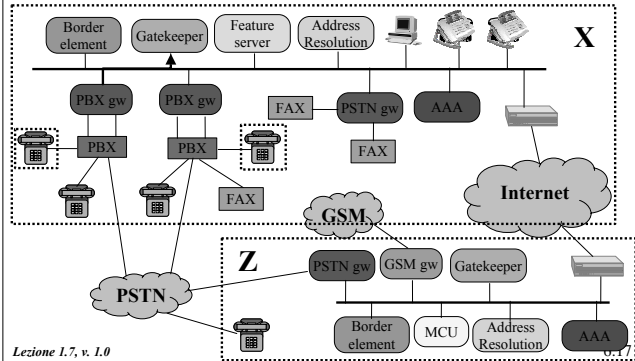 Border
element
Gatekeeper
Feature
server
Address
Resolution
X
PBX gw
PBX gw
FAX
PSTN gw
AAA
FAX
PBX
PBX
FAX
Internet
GSM
Z
PSTN gw
GSM gw
Gatekeeper
PSTN
Border
element
MCU
Address
Resolution
AAA
Lezione 1.7, v. 1.0
6.17